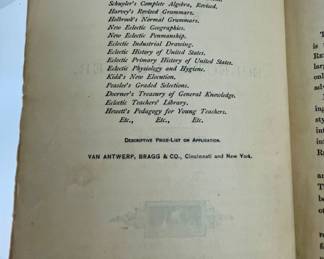 Schuyler's Complete Algebra, Revised.
Harvey's Revised Grammars.
Holbrook's Normal Grammars.
New Eclectic Geographies.
New Eclectic Penmanship.
Eclectic Industrial Drawing.
Eclectic History of United States.
Eclectic Primary History of United States.
Eclectic Physiology and Hygiene.
Kidd's New Elocution.
Peaslee's Graded Selections.
Doerner's Treasury of General Knowledge.
Eclectic Teachers' Library.
Hewett's Pedagogy for Young Teachers.
Etc., Etc., Etc.
DESCRIPTIVE PRICE-LIST ON APPLICATION.
VAN ANTWERP, BRAGG & CO., Cincinnati and New York.